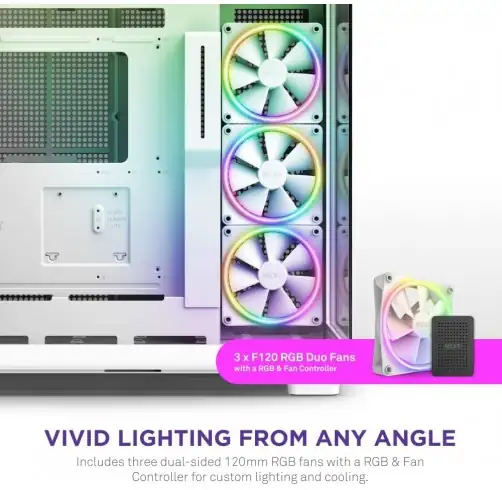 3 x F120 RGB Duo Fans
with a RGB & Fan Controller
VIVID LIGHTING FROM ANY ANGLE
Includes three dual-sided 120mm RGB fans with a RGB & Fan
Controller for custom lighting and cooling.